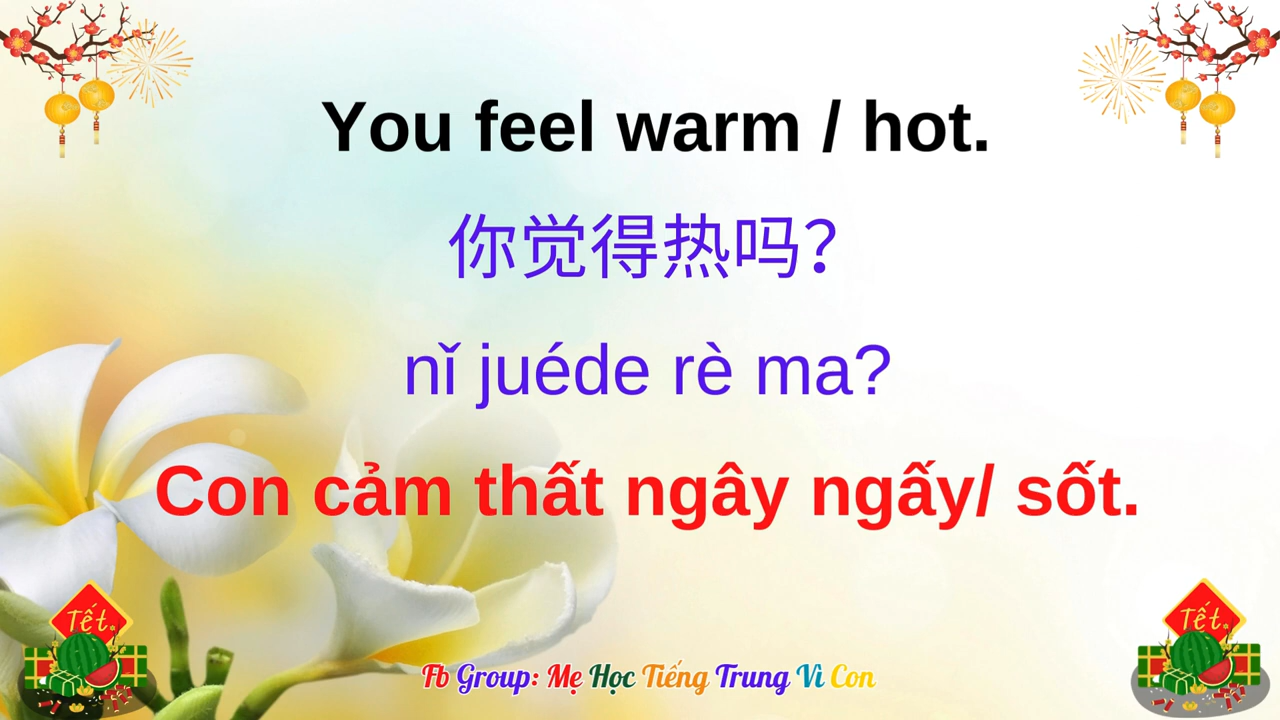 You feel warm / hot.
你觉得热吗?
nǐ juéde rè ma?
Con cảm thất ngây ngấy/ sốt.
Tết
Tết
Fb Group: Mẹ Học Tiếng Trung Vì Con